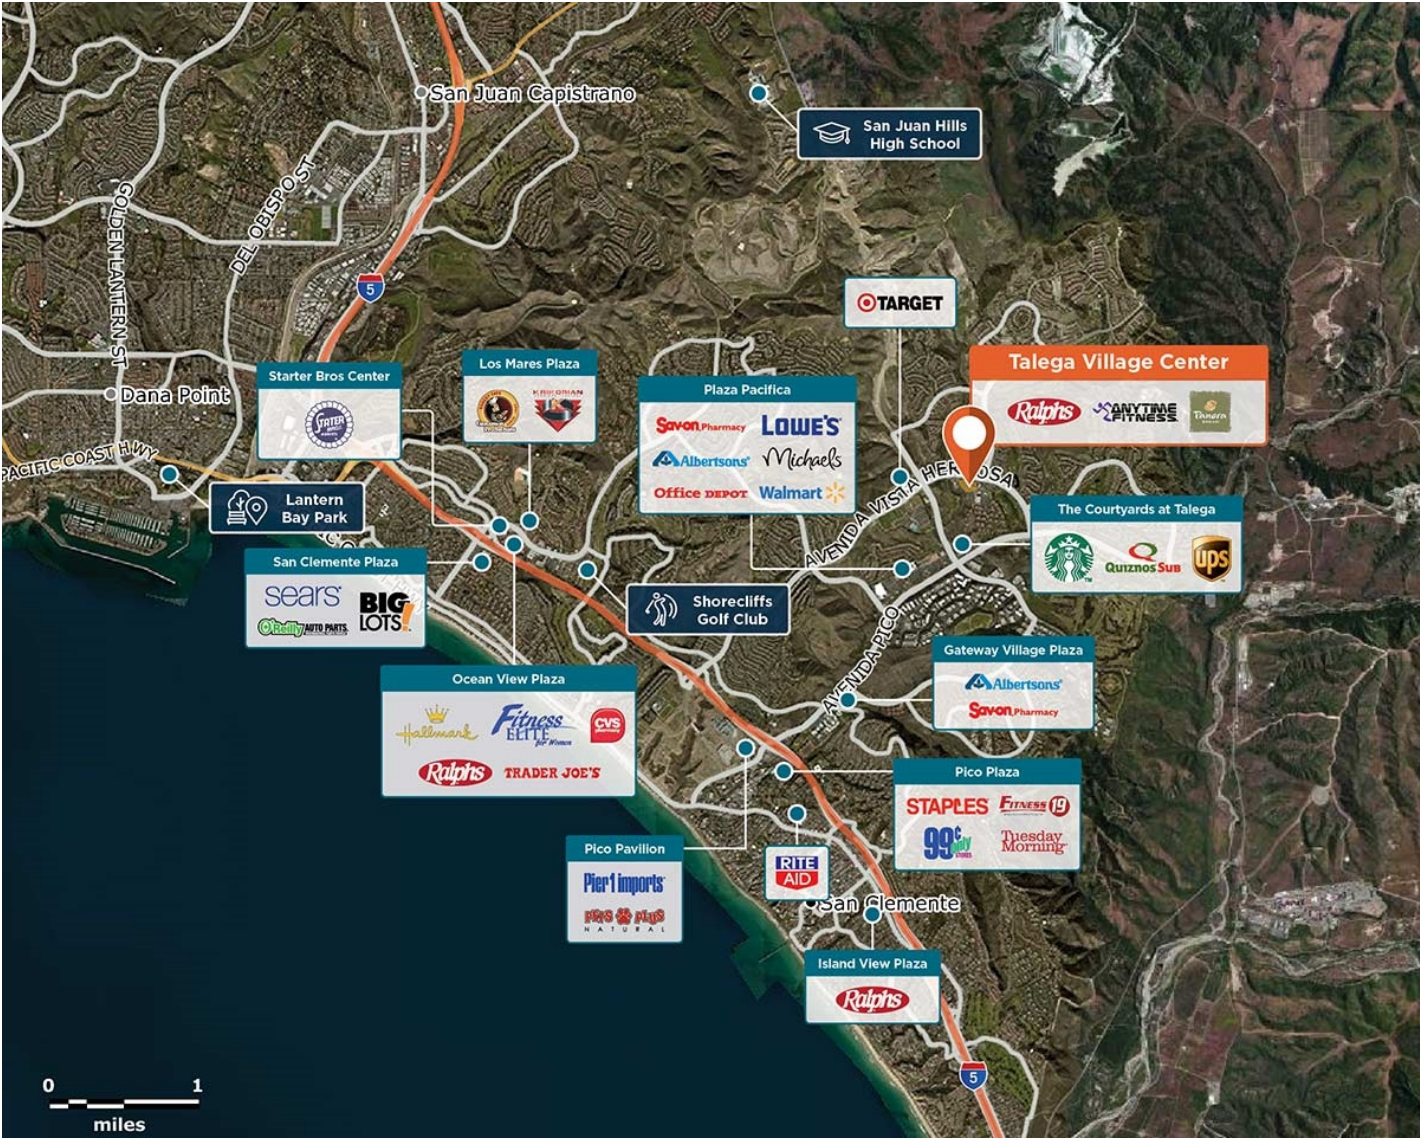 San Juan Capistrano
San Juan Hills
High School
GOLDEN LANTERN ST
DEL OBISPO ST
5
TARGET
Talega Village Center
Ralphs
ANYTIME
FITNESS
Panera
Los Mares Plaza
Starter Bros Center
STATER
BROS
Plaza Pacifica
Sav-on Pharmacy
LOWE'S
Albertsons
Michaels
Office DEPOT
Walmart
Dana Point
PACIFIC COAST HWY
Lantern
Bay Park
AVENIDA VISTA HERMOSA
The Courtyards at Talega
QUIZNOS SUB
ups
San Clemente Plaza
sears
BIG
LOTS!
O'Reilly AUTO PARTS
Shorecliffs
Golf Club
AVENIDA PICO
Gateway Village Plaza
Albertsons
Sav-on Pharmacy
Ocean View Plaza
Hallmark
Fitness
ELITE
for Women
CVS
pharmacy
Ralphs
TRADER JOE'S
Pico Plaza
STAPLES
FITNESS 19
99¢ only
STORES
Tuesday
Morning
Pico Pavilion
Pier 1 imports
PETS PLUS
NATURAL
RITE
AID
San Clemente
Island View Plaza
Ralphs
5
0 1
miles